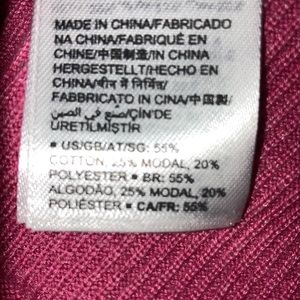 MADE IN CHINA/FABRICADO
NA CHINA/FABRIQUÉ EN
CHINE/中国制造/IN CHINA
HERGESTELLT/HECHO EN
CHINA/चीन में निर्मित/
FABBRICATO IN CINA/中国製/
صنع في الصين/ÇİN'DE
ÜRETİLMİŞTİR
▪ US/GB/AT/SG: 55%
COTTON, 25% MODAL, 20%
POLYESTER ▪ BR: 55%
ALGODÃO, 25% MODAL, 20%
POLIÉSTER ▪ CA/FR: 55%